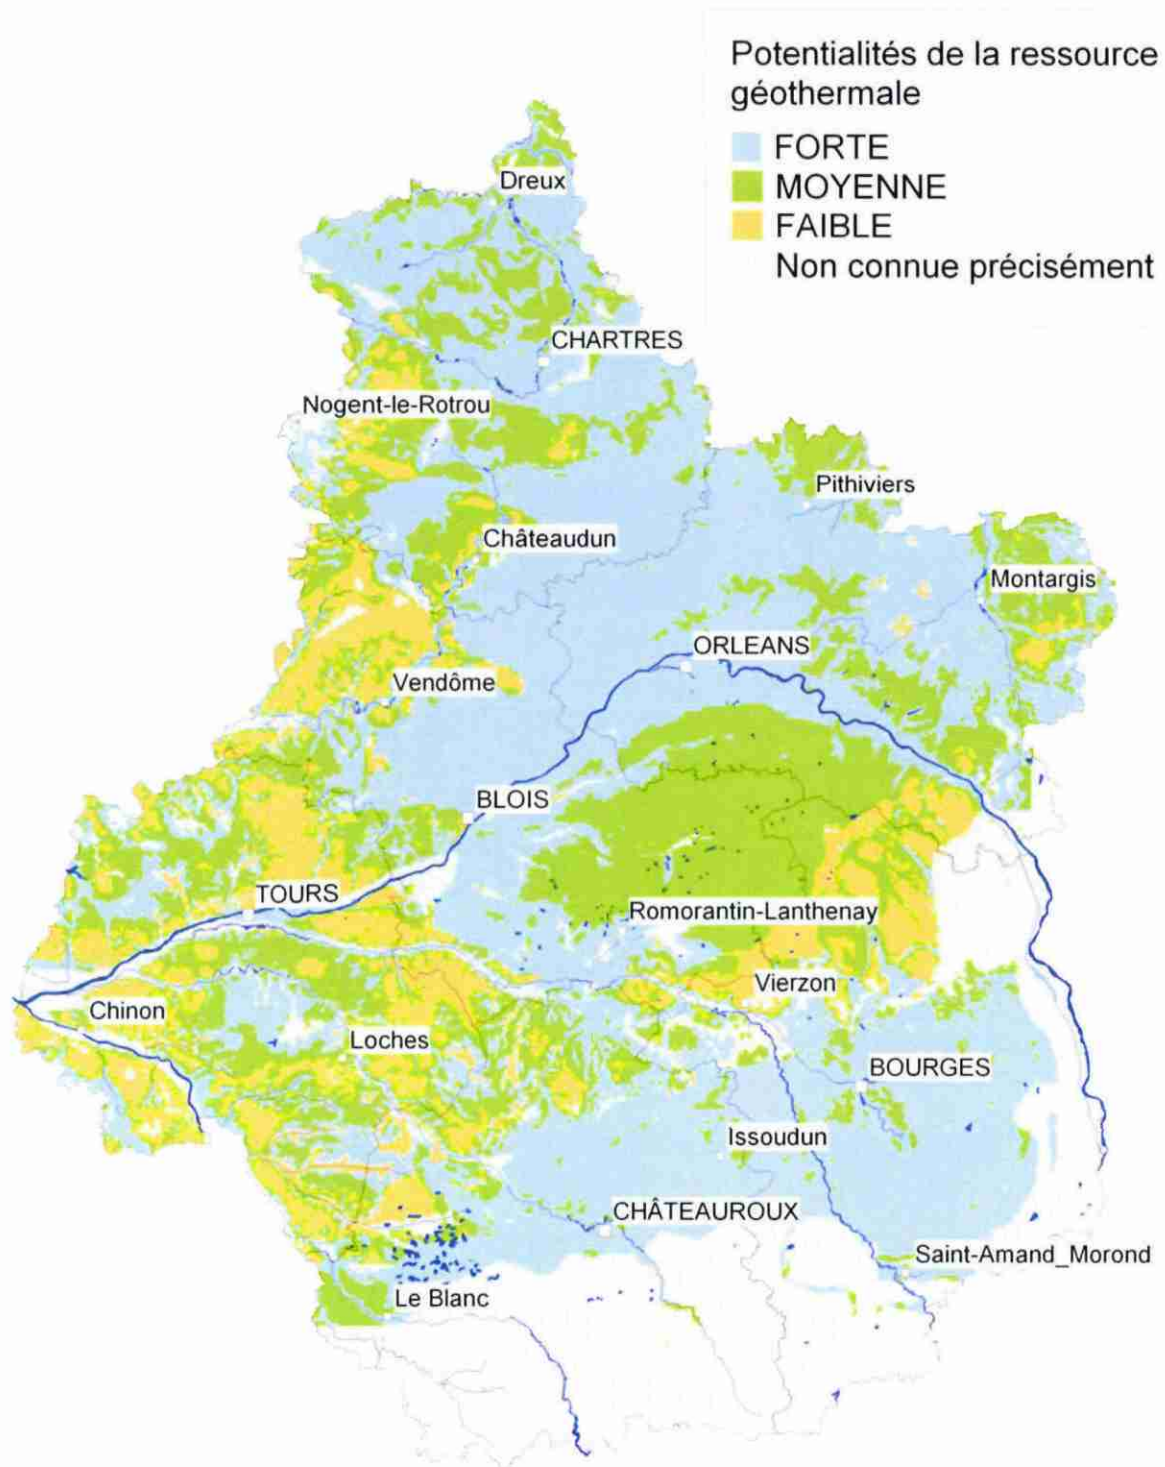 Potentialités de la ressource
géothermale
FORTE
MOYENNE
FAIBLE
Non connue précisément
Dreux
CHARTRES
Nogent-le-Rotrou
Pithiviers
Châteaudun
Montargis
ORLEANS
Vendôme
BLOIS
TOURS
Romorantin-Lanthenay
Vierzon
Chinon
Loches
BOURGES
Issoudun
CHÂTEAUROUX
Saint-Amand_Morond
Le Blanc